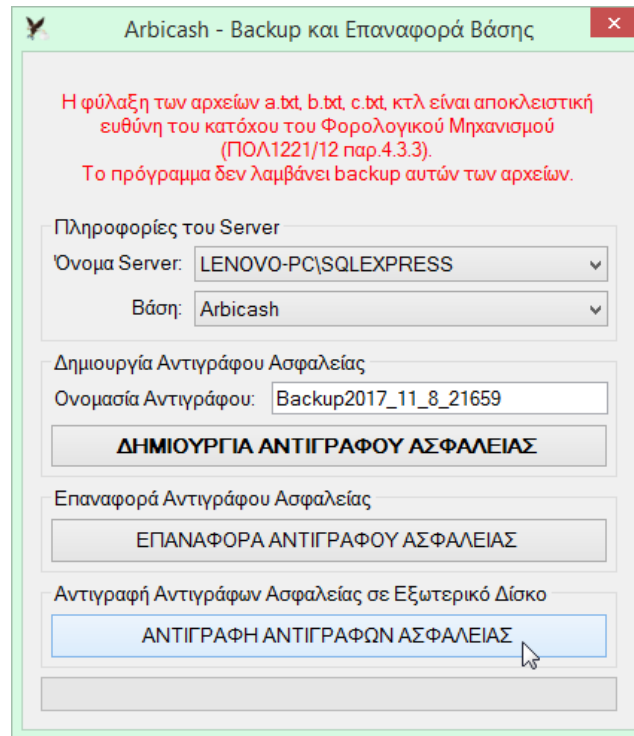 Arbicash - Backup και Επαναφορά Βάσης
Η φύλαξη των αρχείων a.txt, b.txt, c.txt, κτλ είναι αποκλειστική
ευθύνη του κατόχου του Φορολογικού Μηχανισμού
(ΠΟΛ1221/12 παρ.4.3.3).
Το πρόγραμμα δεν λαμβάνει backup αυτών των αρχείων.
Πληροφορίες του Server
Όνομα Server: LENOVO-PC\SQLEXPRESS
Βάση: Arbicash
Δημιουργία Αντιγράφου Ασφαλείας
Ονομασία Αντιγράφου: Backup2017_11_8_21659
ΔΗΜΙΟΥΡΓΙΑ ΑΝΤΙΓΡΑΦΟΥ ΑΣΦΑΛΕΙΑΣ
Επαναφορά Αντιγράφου Ασφαλείας
ΕΠΑΝΑΦΟΡΑ ΑΝΤΙΓΡΑΦΟΥ ΑΣΦΑΛΕΙΑΣ
Αντιγραφή Αντιγράφων Ασφαλείας σε Εξωτερικό Δίσκο
ΑΝΤΙΓΡΑΦΗ ΑΝΤΙΓΡΑΦΩΝ ΑΣΦΑΛΕΙΑΣ